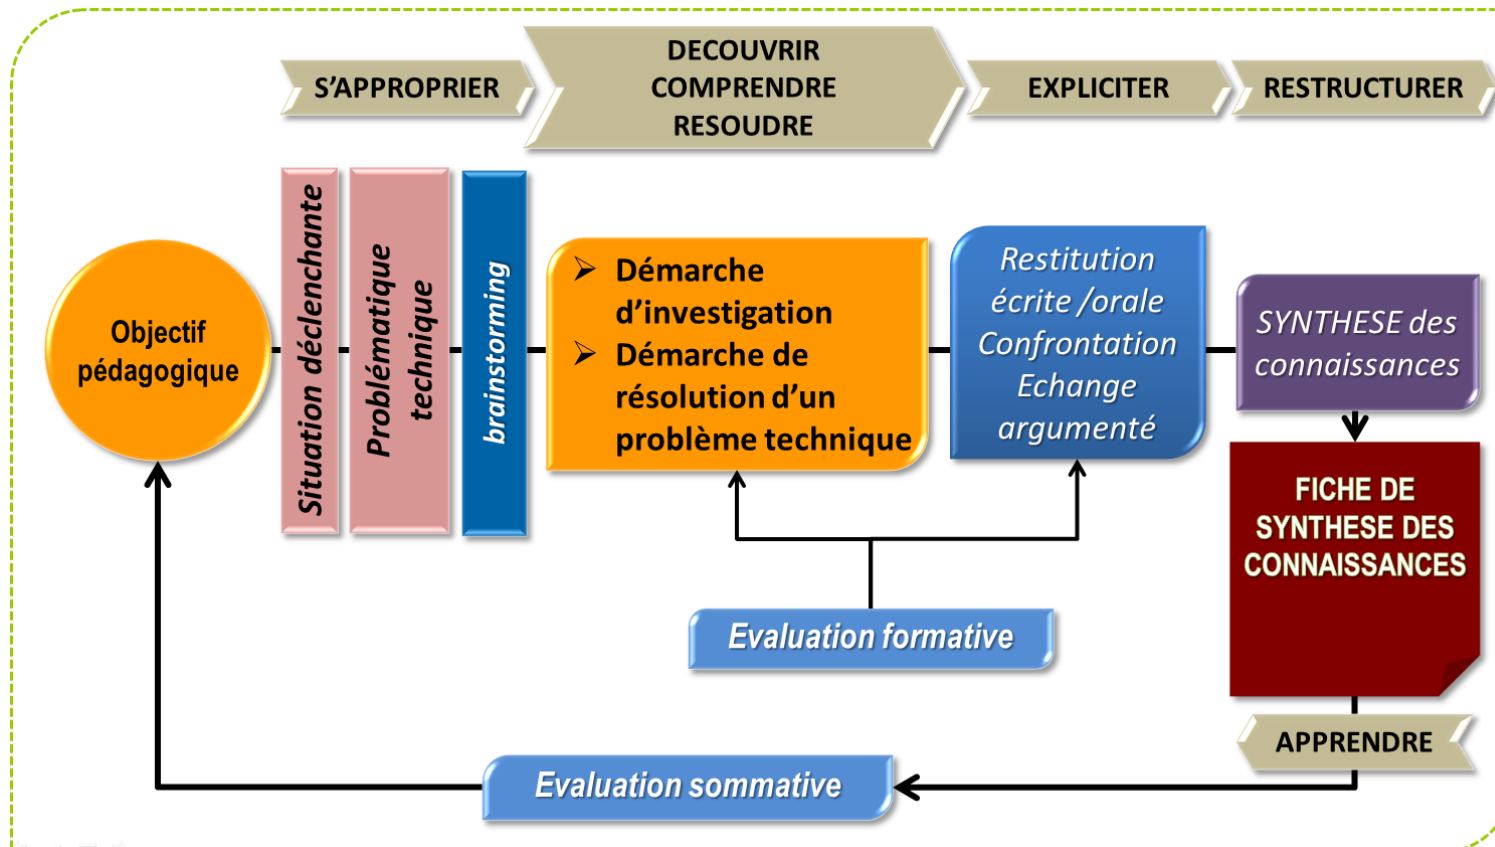 S'APPROPRIER
DECOUVRIR
COMPRENDRE
RESOUDRE
EXPLICITER
RESTRUCTURER
Objectif
pédagogique
Situation déclenchante
Problématique
technique
brainstorming
➢ Démarche
d'investigation
➢ Démarche de
résolution d'un
problème technique
Restitution
écrite /orale
Confrontation
Echange
argumenté
SYNTHESE des
connaissances
FICHE DE
SYNTHESE DES
CONNAISSANCES
Evaluation formative
APPRENDRE
Evaluation sommative